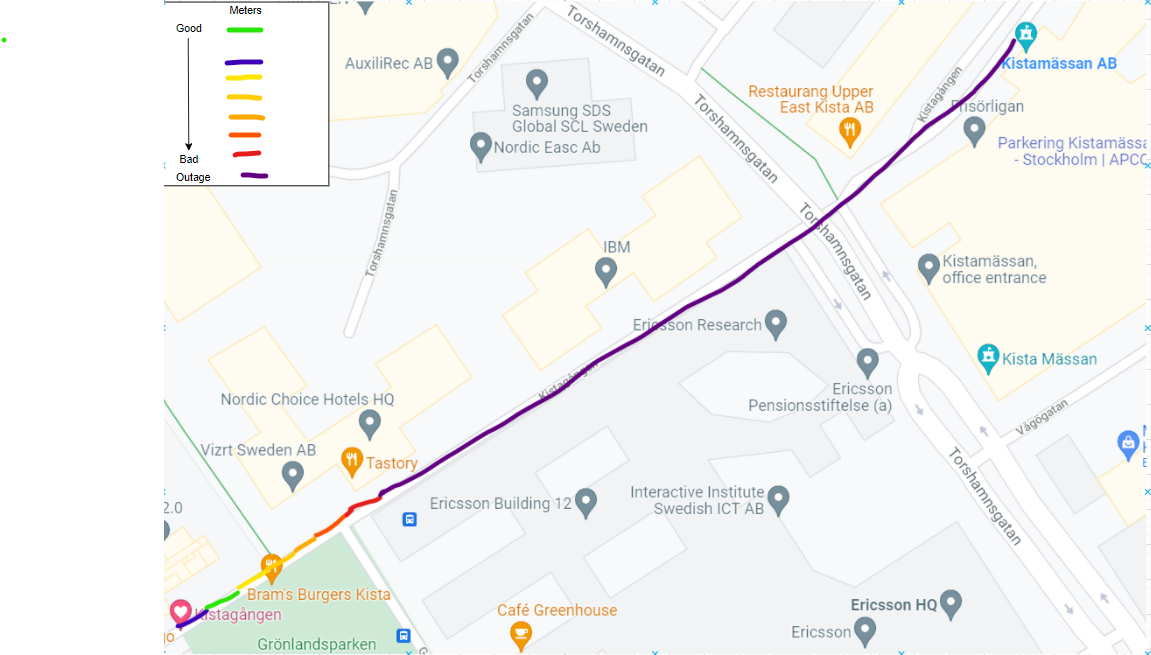 Meters
Good
Bad
Outage
Torshamnsgatan
Torshamnsgatan
AuxiliRec AB
Kistamässan AB
Samsung SDS
Global SCL Sweden
Nordic Easc Ab
Restaurang Upper
East Kista AB
Kistagången
Frisörligan
Parkering Kistamässa
- Stockholm | APCO
Torshamnsgatan
Torshamnsgatan
Torshamnsgatan
IBM
Kistamässan,
office entrance
Ericsson Research
Kista Mässan
Ericsson
Pensionsstiftelse (a)
Kistagången
Nordic Choice Hotels HQ
Vågögatan
Vizrt Sweden AB
Tastory
Torshamnsgatan
Ericsson Building 12
Interactive Institute
Swedish ICT AB
2.0
Bram's Burgers Kista
Kistagången
go
Café Greenhouse
Ericsson HQ
Ericsson
Grönlandsparken